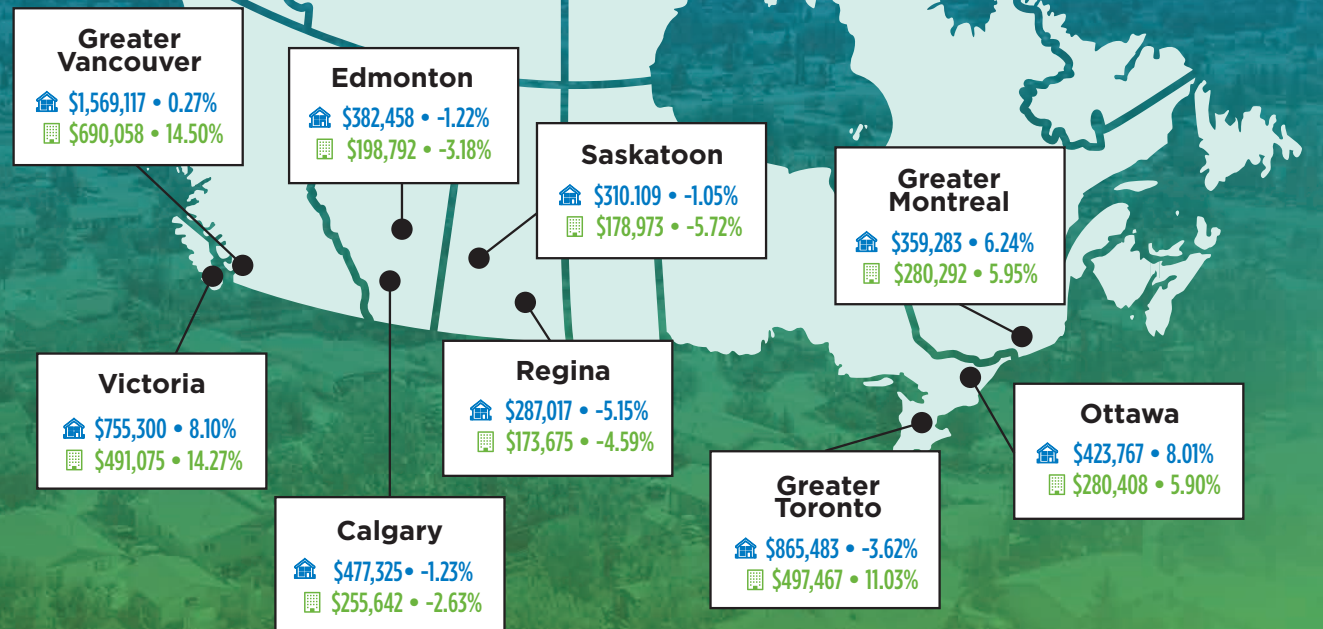 Greater
Vancouver
$1,569,117 • 0.27%
$690,058 • 14.50%
Edmonton
$382,458 • -1.22%
$198,792 • -3.18%
Saskatoon
$310.109 • -1.05%
$178,973 • -5.72%
Greater
Montreal
$359,283 • 6.24%
$280,292 • 5.95%
Victoria
$755,300 • 8.10%
$491,075 • 14.27%
Regina
$287,017 • -5.15%
$173,675 • -4.59%
Ottawa
$423,767 • 8.01%
$280,408 • 5.90%
Calgary
$477,325• -1.23%
$255,642 • -2.63%
Greater
Toronto
$865,483 • -3.62%
$497,467 • 11.03%